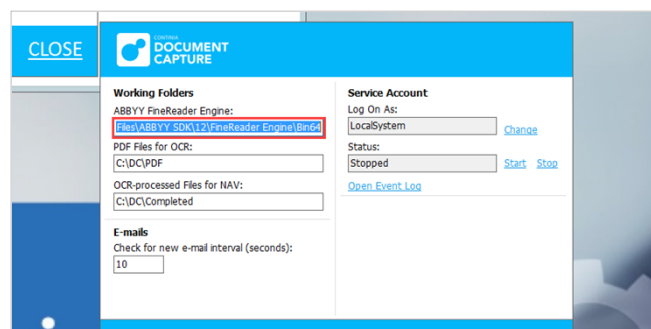 CLOSE
CONTINIA
DOCUMENT
CAPTURE
Working Folders
ABBYY FineReader Engine:
Files\ABBYY SDK\12\FineReader Engine\Bin64
PDF Files for OCR:
C:\DC\PDF
OCR-processed Files for NAV:
C:\DC\Completed
E-mails
Check for new e-mail interval (seconds):
10
Service Account
Log On As:
LocalSystem Change
Status:
Stopped Start Stop
Open Event Log